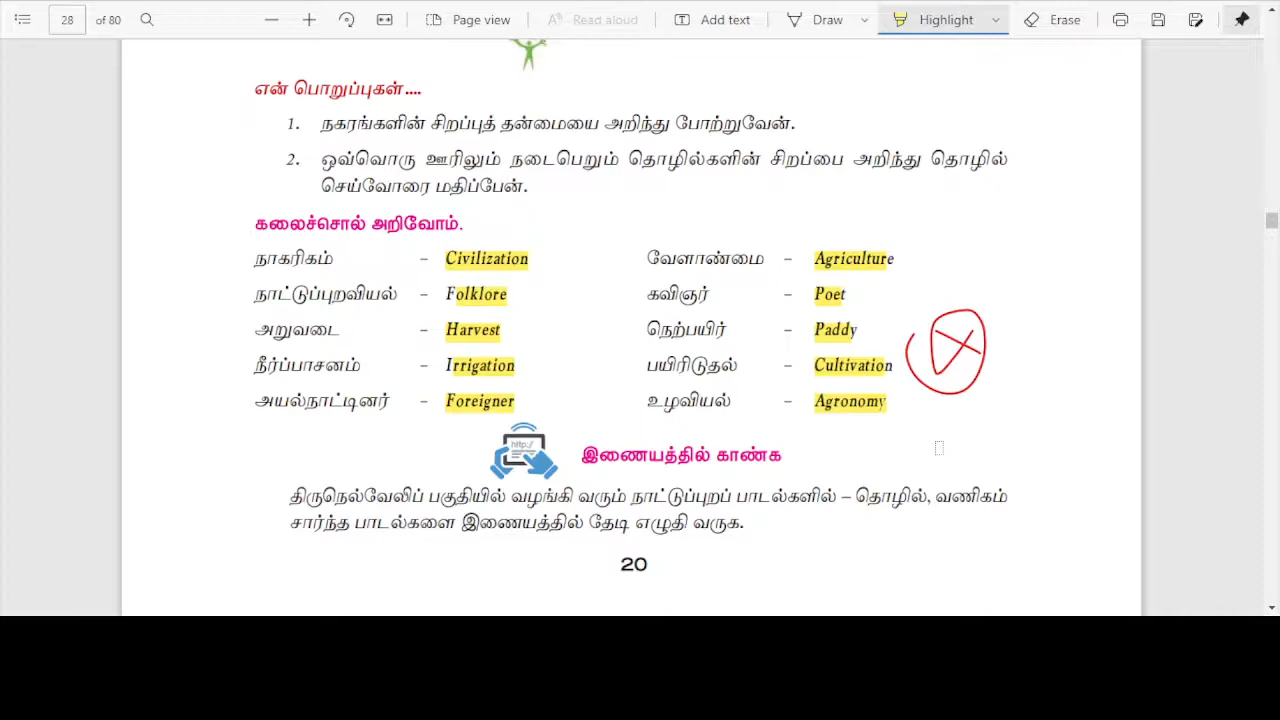 28 of 80 Page view Read aloud Add text Draw Highlight Erase
என் பொறுப்புகள்....
1. நகரங்களின் சிறப்புத் தன்மையை அறிந்து போற்றுவேன்.
2. ஒவ்வொரு ஊரிலும் நடைபெறும் தொழில்களின் சிறப்பை அறிந்து தொழில்
செய்வோரை மதிப்பேன்.
கலைச்சொல் அறிவோம்.
நாகரிகம் – Civilization வேளாண்மை – Agriculture
நாட்டுப்புறவியல் – Folklore கவிஞர் – Poet
அறுவடை – Harvest நெற்பயிர் – Paddy
நீர்ப்பாசனம் – Irrigation பயிரிடுதல் – Cultivation
அயல்நாட்டினர் – Foreigner உழவியல் – Agronomy
http://
இணையத்தில் காண்க
திருநெல்வேலிப் பகுதியில் வழங்கி வரும் நாட்டுப்புறப் பாடல்களில் – தொழில், வணிகம்
சார்ந்த பாடல்களை இணையத்தில் தேடி எழுதி வருக.
20